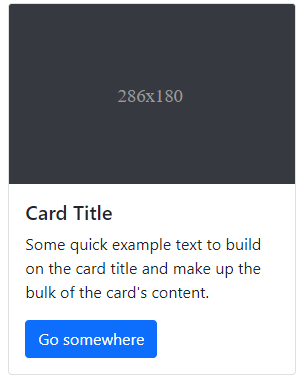 286x180
Card Title
Some quick example text to build
on the card title and make up the
bulk of the card's content.
Go somewhere